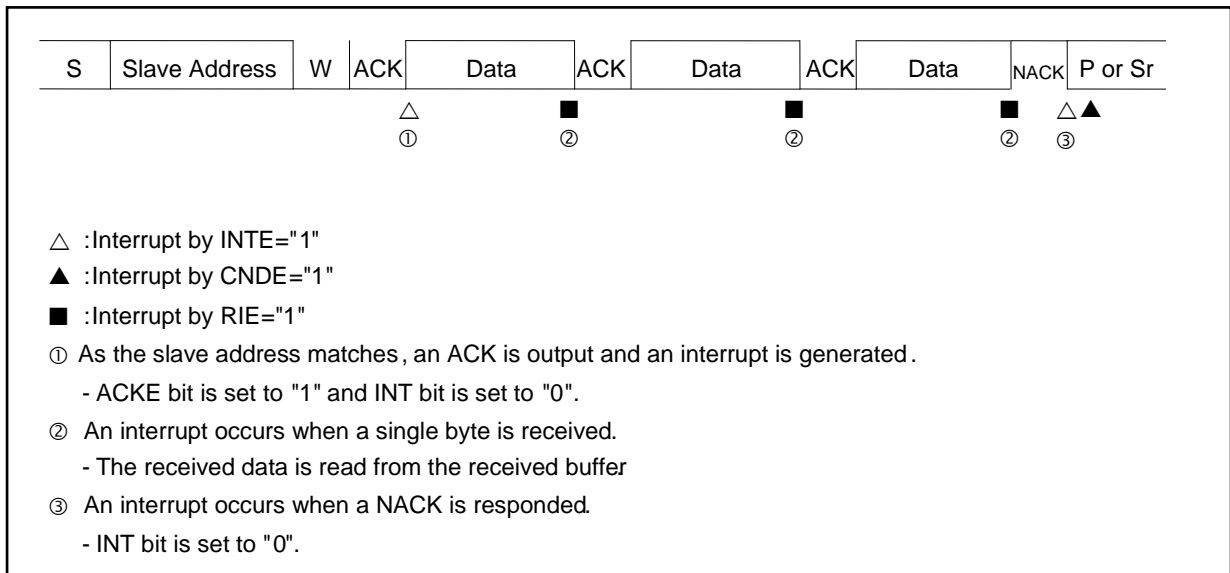 S Slave Address W ACK Data ACK Data ACK Data NACK P or Sr
△ ■ ■ ■ △▲
① ② ② ② ③
△ :Interrupt by INTE="1"
▲ :Interrupt by CNDE="1"
■ :Interrupt by RIE="1"
① As the slave address matches, an ACK is output and an interrupt is generated.
- ACKE bit is set to "1" and INT bit is set to "0".
② An interrupt occurs when a single byte is received.
- The received data is read from the received buffer.
③ An interrupt occurs when a NACK is responded.
- INT bit is set to "0".